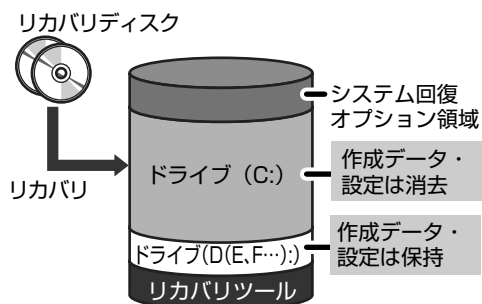 リカバリディスク
システム回復
オプション領域
ドライブ（C:）
作成データ・
設定は消去
リカバリ
ドライブ(D(E、F…):)
作成データ・
設定は保持
リカバリツール